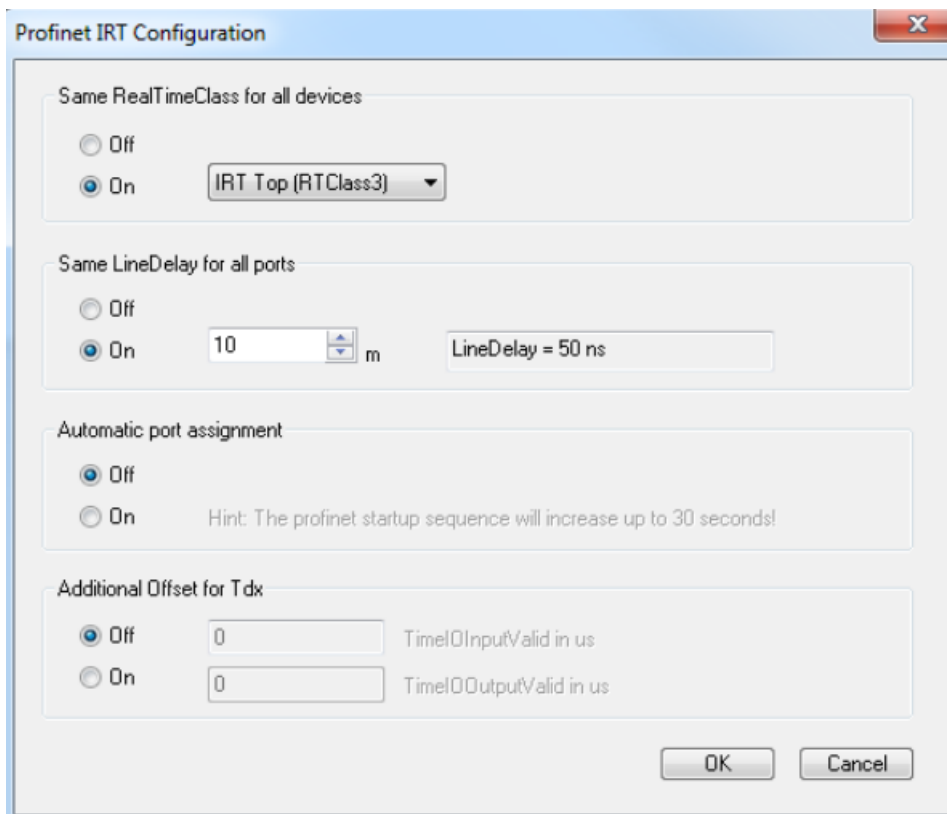 Profinet IRT Configuration
Same RealTimeClass for all devices
Off
On IRT Top (RTClass3)
Same LineDelay for all ports
Off
On 10 m LineDelay = 50 ns
Automatic port assignment
Off
On Hint: The profinet startup sequence will increase up to 30 seconds!
Additional Offset for Tdx
Off 0 TimeIOInputValid in us
On 0 TimeIOOutputValid in us
OK Cancel